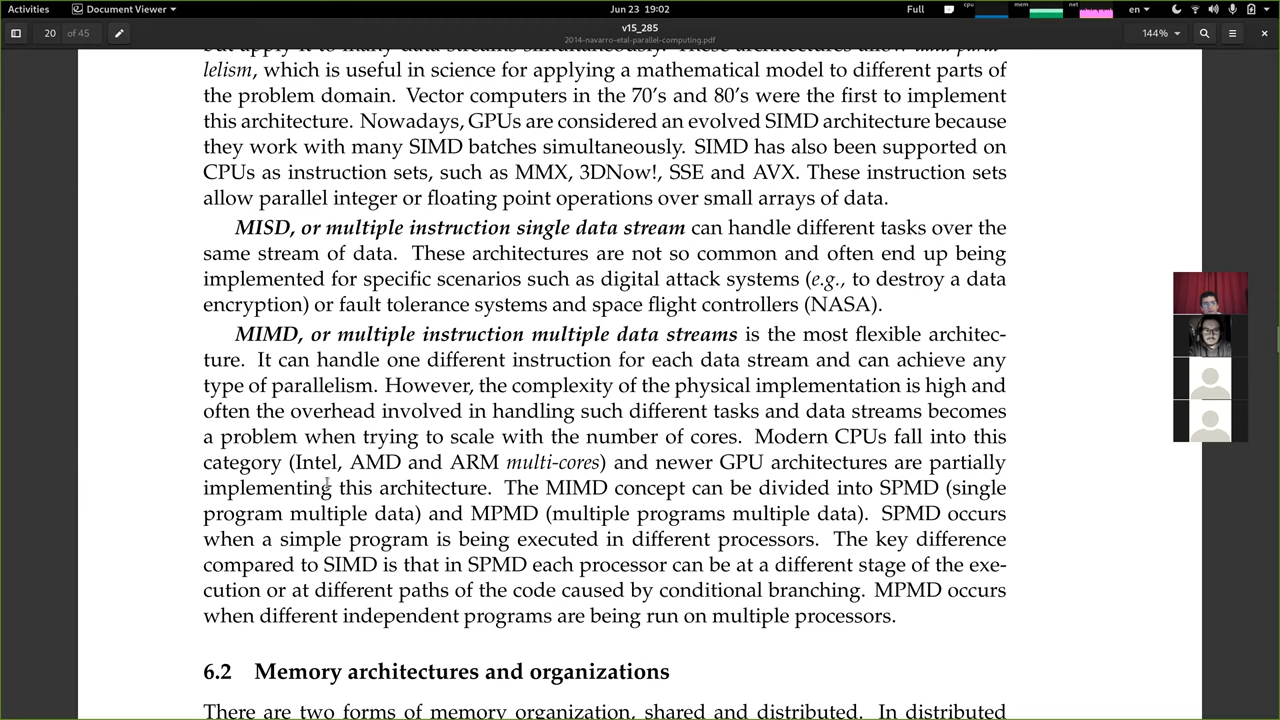 Activities
Document Viewer
Jun 23 19:02
Full
cpu
mem
net
en
20 of 45
v15_285
2014-navarro-etal-parallel-computing.pdf
144%
but apply it to many data streams simultaneously. These architectures allow data paral-
lelism, which is useful in science for applying a mathematical model to different parts of
the problem domain. Vector computers in the 70's and 80's were the first to implement
this architecture. Nowadays, GPUs are considered an evolved SIMD architecture because
they work with many SIMD batches simultaneously. SIMD has also been supported on
CPUs as instruction sets, such as MMX, 3DNow!, SSE and AVX. These instruction sets
allow parallel integer or floating point operations over small arrays of data.
MISD, or multiple instruction single data stream can handle different tasks over the
same stream of data. These architectures are not so common and often end up being
implemented for specific scenarios such as digital attack systems (e.g., to destroy a data
encryption) or fault tolerance systems and space flight controllers (NASA).
MIMD, or multiple instruction multiple data streams is the most flexible architec-
ture. It can handle one different instruction for each data stream and can achieve any
type of parallelism. However, the complexity of the physical implementation is high and
often the overhead involved in handling such different tasks and data streams becomes
a problem when trying to scale with the number of cores. Modern CPUs fall into this
category (Intel, AMD and ARM multi-cores) and newer GPU architectures are partially
implementing this architecture. The MIMD concept can be divided into SPMD (single
program multiple data) and MPMD (multiple programs multiple data). SPMD occurs
when a simple program is being executed in different processors. The key difference
compared to SIMD is that in SPMD each processor can be at a different stage of the exe-
cution or at different paths of the code caused by conditional branching. MPMD occurs
when different independent programs are being run on multiple processors.
6.2 Memory architectures and organizations
There are two forms of memory organization, shared and distributed. In distributed